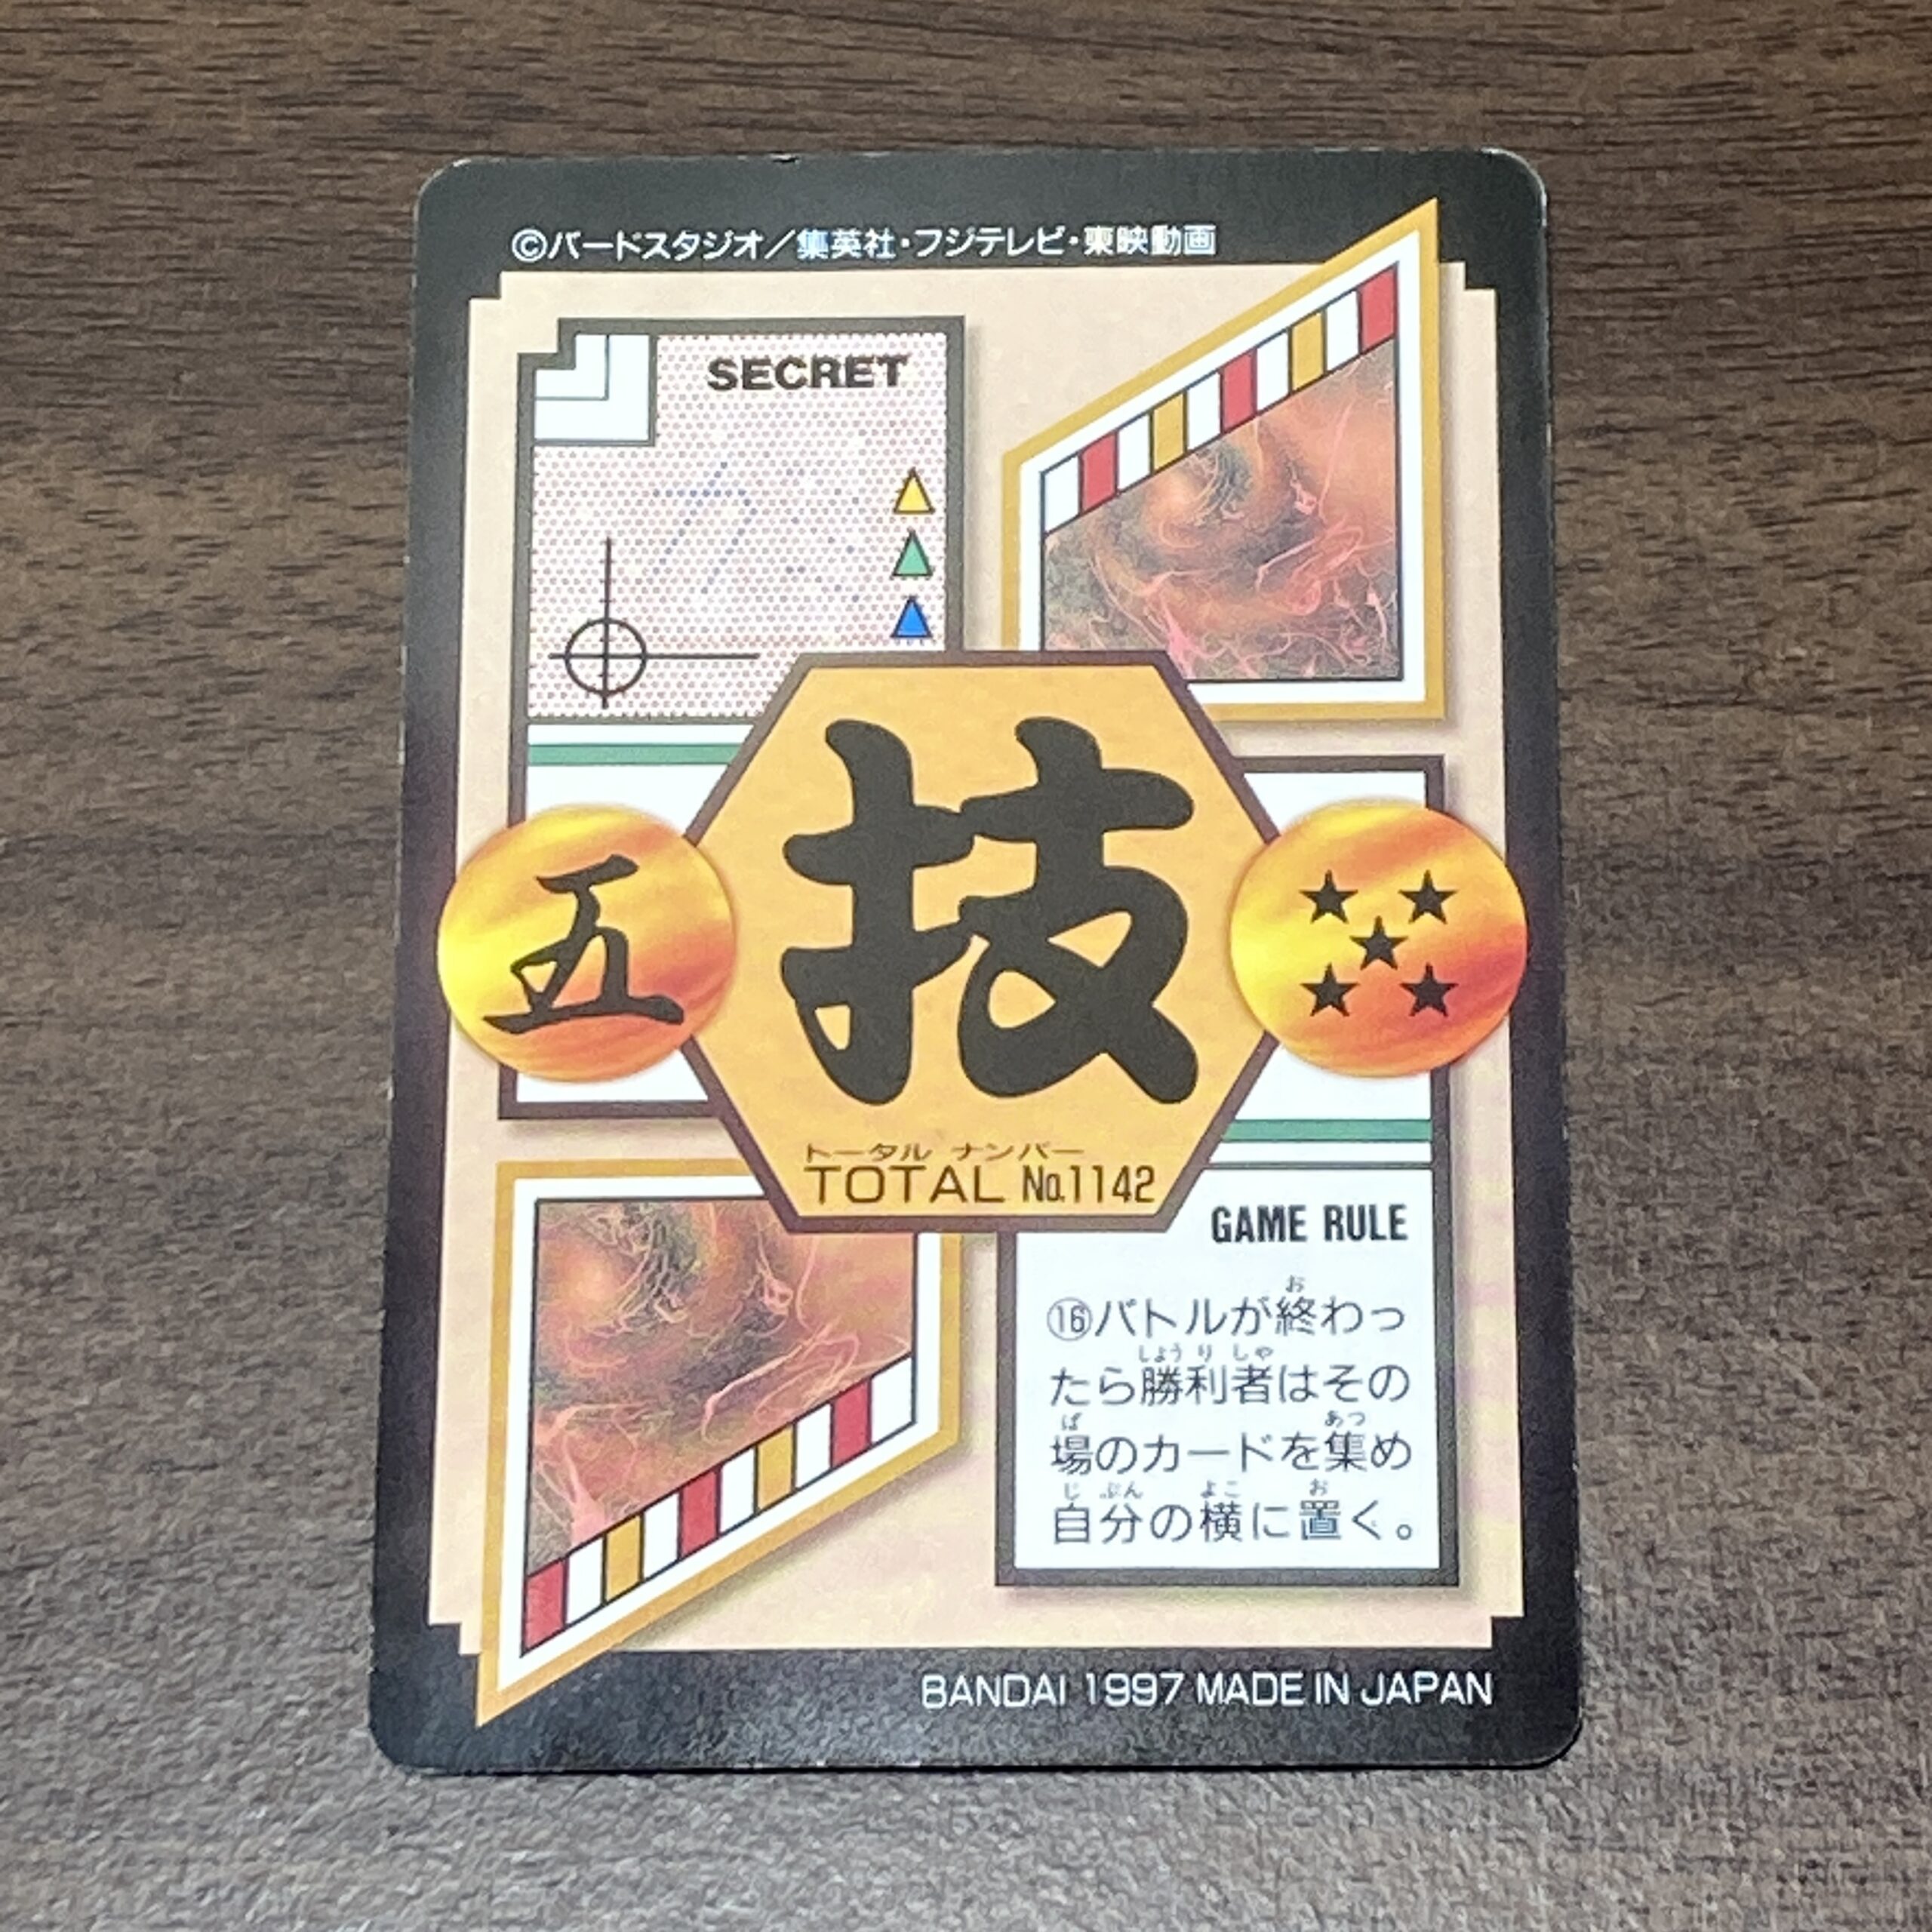 ©バードスタジオ／集英社・フジテレビ・東映動画
SECRET
五
技
トータル ナンバー
TOTAL No.1142
GAME RULE
お
⑯バトルが終わっ
しょう り しゃ
たら勝利者はその
ば あつ
場のカードを集め
じ ぶん よこ お
自分の横に置く。
BANDAI 1997 MADE IN JAPAN